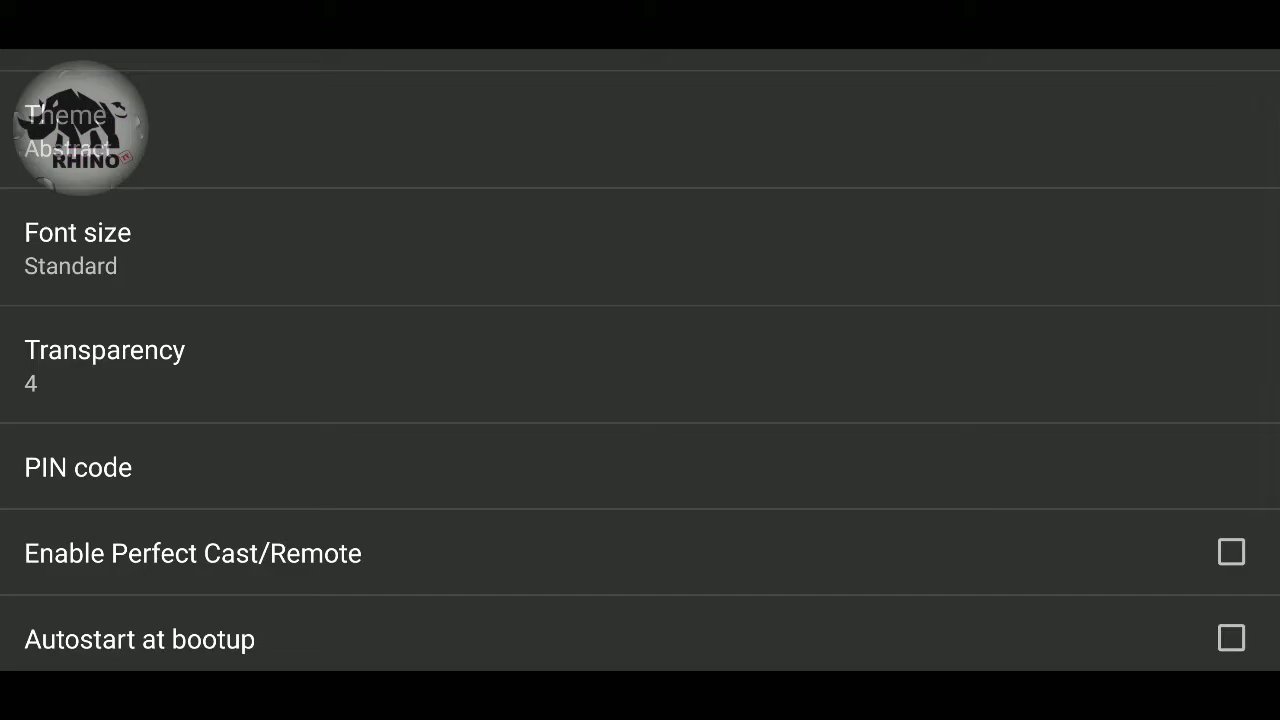 Theme
Abstract
RHINO
Font size
Standard
Transparency
4
PIN code
Enable Perfect Cast/Remote
Autostart at bootup